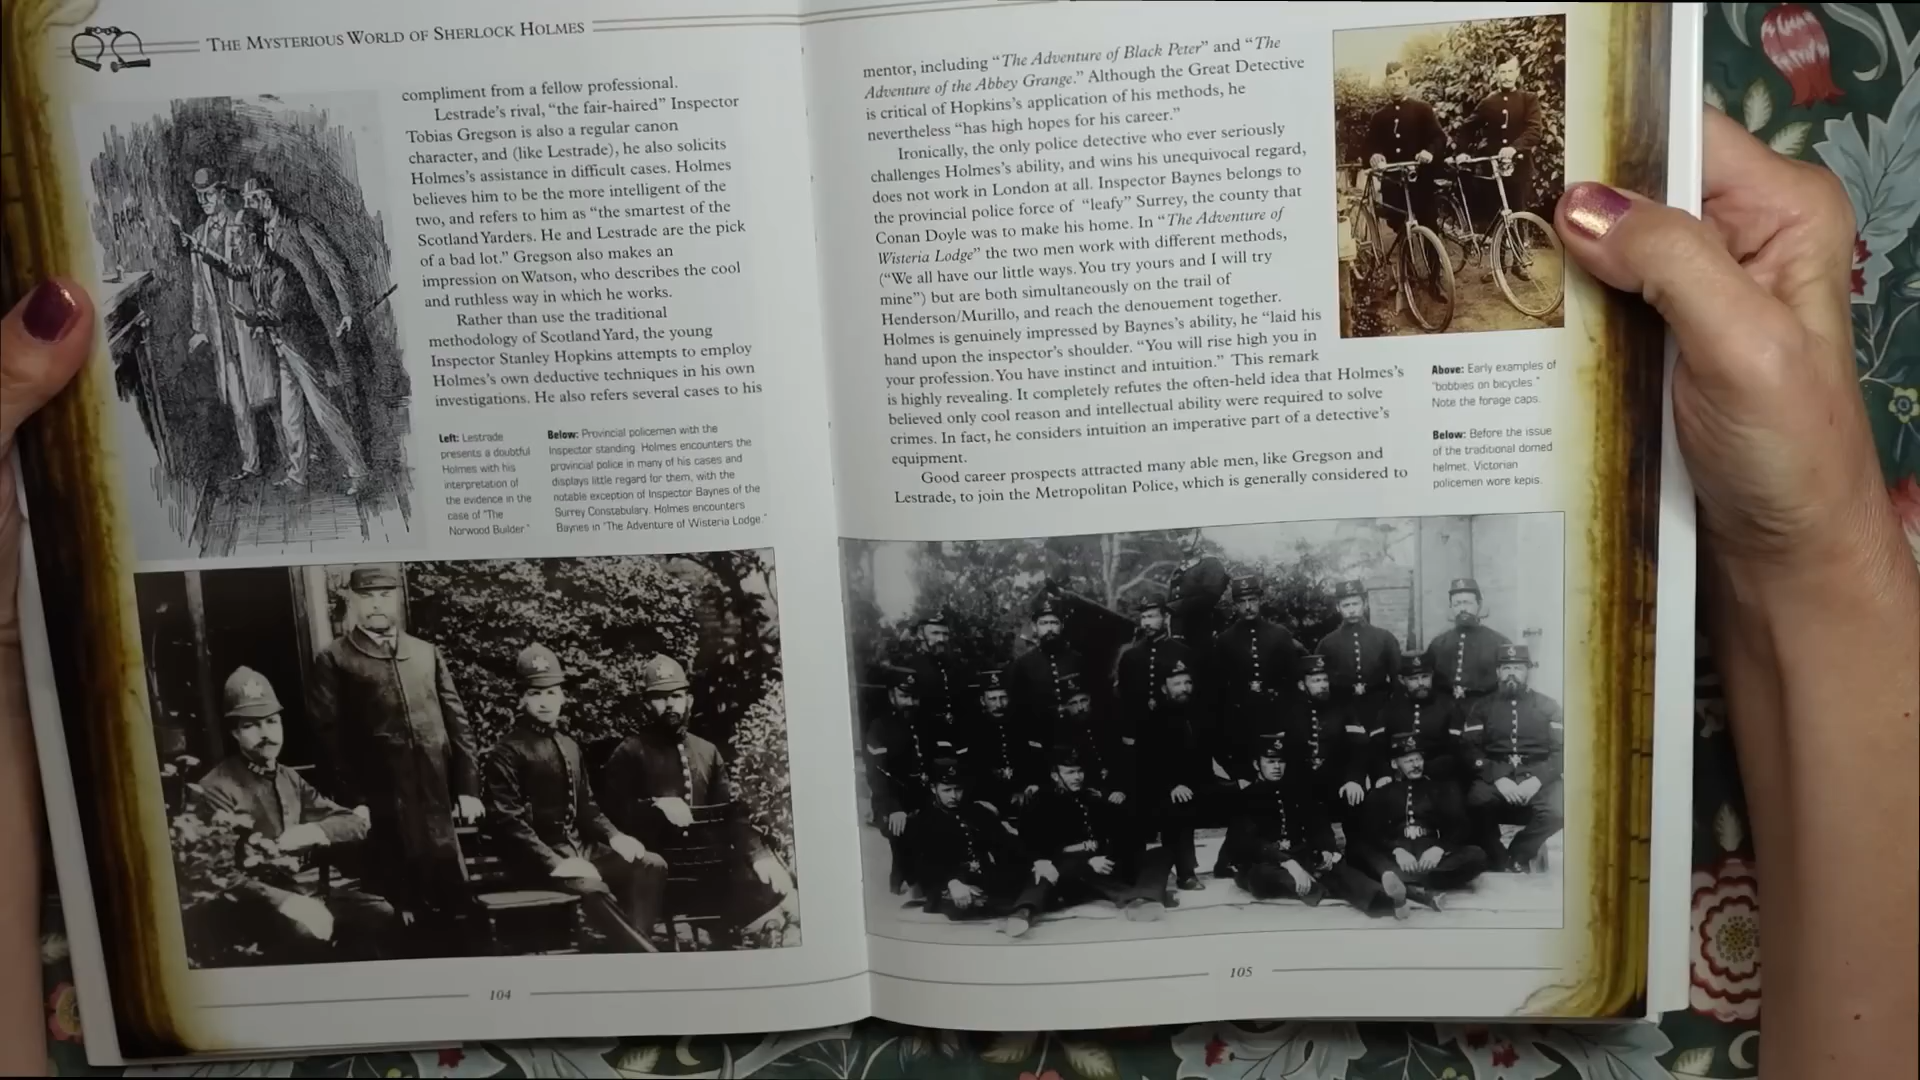 THE MYSTERIOUS WORLD OF SHERLOCK HOLMES
compliment from a fellow professional.
Lestrade's rival, "the fair-haired" Inspector
Tobias Gregson is also a regular canon
character, and (like Lestrade), he also solicits
Holmes's assistance in difficult cases. Holmes
believes him to be the more intelligent of the
two, and refers to him as "the smartest of the
Scotland Yarders. He and Lestrade are the pick
of a bad lot." Gregson also makes an
impression on Watson, who describes the cool
and ruthless way in which he works.
Rather than use the traditional
methodology of Scotland Yard, the young
Inspector Stanley Hopkins attempts to employ
Holmes's own deductive techniques in his own
investigations. He also refers several cases to his
RACHE
Left: Lestrade
presents a doubtful
Holmes with his
interpretation of
the evidence in the
case of "The
Norwood Builder"
Below: Provincial policemen with the
Inspector standing. Holmes encounters the
provincial police in many of his cases and
displays little regard for them, with the
notable exception of Inspector Baynes of the
Surrey Constabulary. Holmes encounters
Baynes in "The Adventure of Wisteria Lodge."
104
mentor, including "The Adventure of Black Peter" and "The
Adventure of the Abbey Grange." Although the Great Detective
is critical of Hopkins's application of his methods, he
nevertheless "has high hopes for his career."
Ironically, the only police detective who ever seriously
challenges Holmes's ability, and wins his unequivocal regard,
does not work in London at all. Inspector Baynes belongs to
the provincial police force of "leafy" Surrey, the county that
Conan Doyle was to make his home. In "The Adventure of
Wisteria Lodge" the two men work with different methods,
("We all have our little ways. You try yours and I will try
mine") but are both simultaneously on the trail of
Henderson/Murillo, and reach the denouement together.
Holmes is genuinely impressed by Baynes's ability, he "laid his
hand upon the inspector's shoulder. "You will rise high you in
your profession. You have instinct and intuition." This remark
is highly revealing. It completely refutes the often-held idea that Holmes's
believed only cool reason and intellectual ability were required to solve
crimes. In fact, he considers intuition an imperative part of a detective's
equipment.
Good career prospects attracted many able men, like Gregson and
Lestrade, to join the Metropolitan Police, which is generally considered to
Above: Early examples of
"bobbies on bicycles."
Note the forage caps.
Below: Before the issue
of the traditional domed
helmet, Victorian
policemen wore kepis.
105